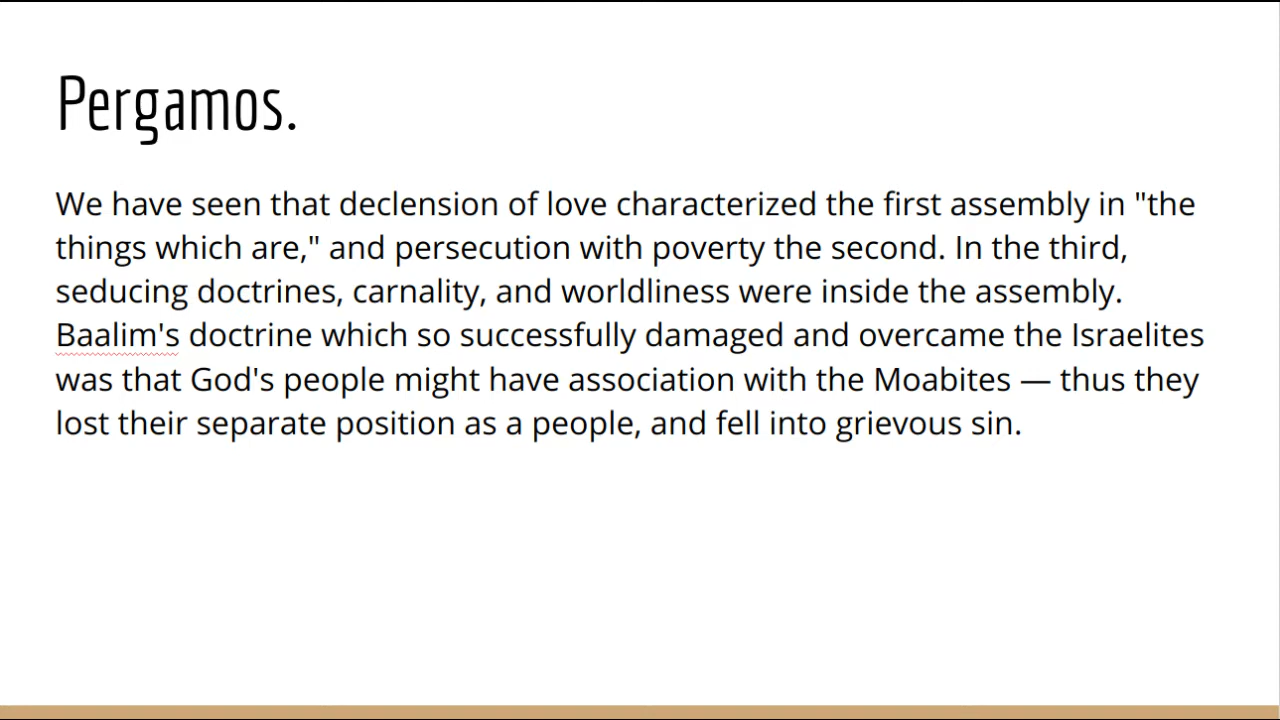 Pergamos.
We have seen that declension of love characterized the first assembly in "the
things which are," and persecution with poverty the second. In the third,
seducing doctrines, carnality, and worldliness were inside the assembly.
Baalim's doctrine which so successfully damaged and overcame the Israelites
was that God's people might have association with the Moabites — thus they
lost their separate position as a people, and fell into grievous sin.